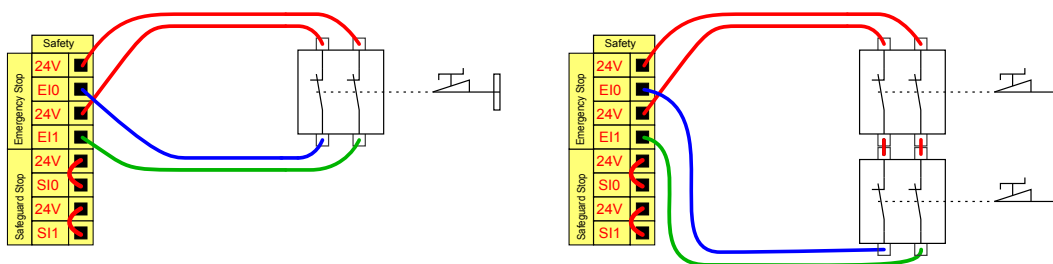 Safety
Emergency Stop
24V
EI0
24V
EI1
Safeguard Stop
24V
SI0
24V
SI1
Safety
Emergency Stop
24V
EI0
24V
EI1
Safeguard Stop
24V
SI0
24V
SI1